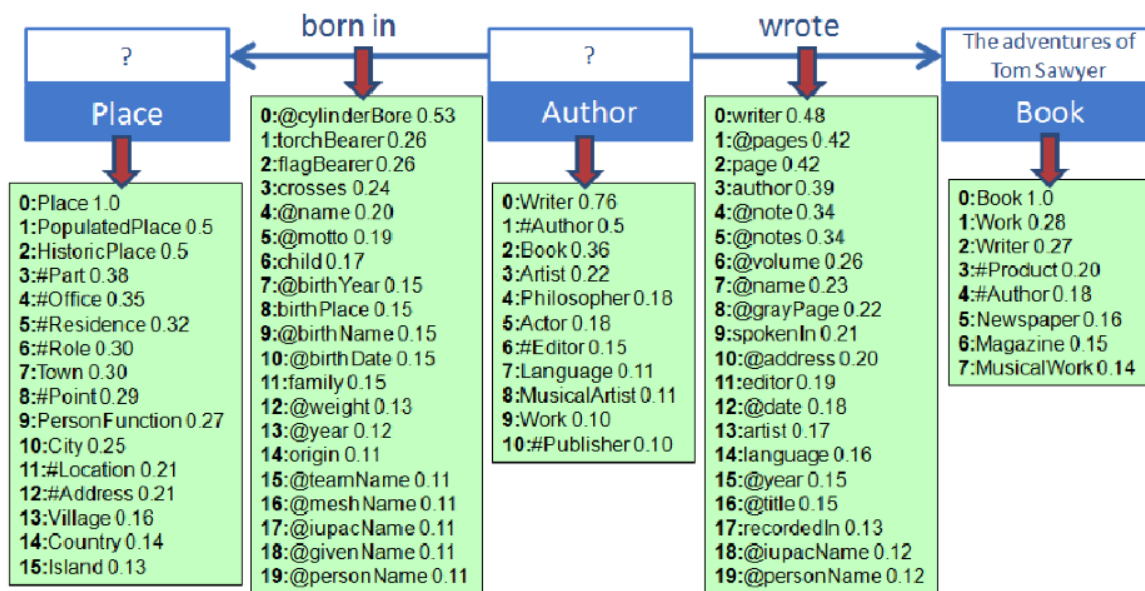 born in
wrote
?
?
The adventures of
Tom Sawyer
Place
Author
Book
0:Place 1.0
1:PopulatedPlace 0.5
2:HistoricPlace 0.5
3:#Part 0.38
4:#Office 0.35
5:#Residence 0.32
6:#Role 0.30
7:Town 0.30
8:#Point 0.29
9:PersonFunction 0.27
10:City 0.25
11:#Location 0.21
12:#Address 0.21
13:Village 0.16
14:Country 0.14
15:Island 0.13
0:@cylinderBore 0.53
1:torchBearer 0.26
2:flagBearer 0.26
3:crosses 0.24
4:@name 0.20
5:@motto 0.19
6:child 0.17
7:@birthYear 0.15
8:birthPlace 0.15
9:@birthName 0.15
10:@birthDate 0.15
11:family 0.15
12:@weight 0.13
13:@year 0.12
14:origin 0.11
15:@teamName 0.11
16:@meshName 0.11
17:@iupacName 0.11
18:@givenName 0.11
19:@personName 0.11
0:Writer 0.76
1:#Author 0.5
2:Book 0.36
3:Artist 0.22
4:Philosopher 0.18
5:Actor 0.18
6:#Editor 0.15
7:Language 0.11
8:MusicalArtist 0.11
9:Work 0.10
10:#Publisher 0.10
0:writer 0.48
1:@pages 0.42
2:page 0.42
3:author 0.39
4:@note 0.34
5:@notes 0.34
6:@volume 0.26
7:@name 0.23
8:@grayPage 0.22
9:spokenIn 0.21
10:@address 0.20
11:editor 0.19
12:@date 0.18
13:artist 0.17
14:language 0.16
15:@year 0.15
16:@title 0.15
17:recordedIn 0.13
18:@iupacName 0.12
19:@personName 0.12
0:Book 1.0
1:Work 0.28
2:Writer 0.27
3:#Product 0.20
4:#Author 0.18
5:Newspaper 0.16
6:Magazine 0.15
7:MusicalWork 0.14